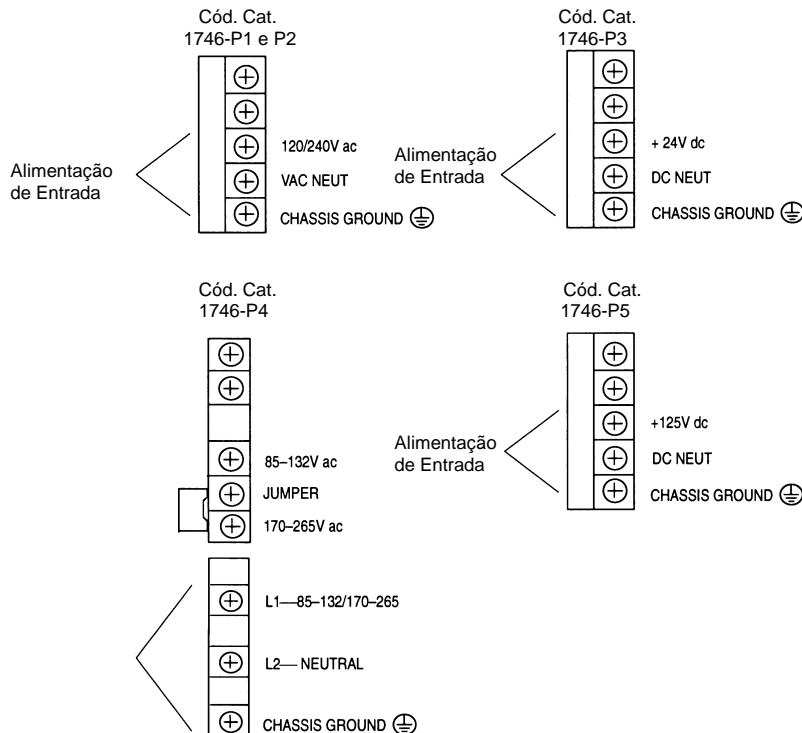 Cód. Cat.
1746-P1 e P2
Alimentação
de Entrada
120/240V ac
VAC NEUT
CHASSIS GROUND
Cód. Cat.
1746-P3
Alimentação
de Entrada
+ 24V dc
DC NEUT
CHASSIS GROUND
Cód. Cat.
1746-P4
85–132V ac
JUMPER
170–265V ac
L1—85–132/170–265
L2— NEUTRAL
CHASSIS GROUND
Cód. Cat.
1746-P5
Alimentação
de Entrada
+125V dc
DC NEUT
CHASSIS GROUND